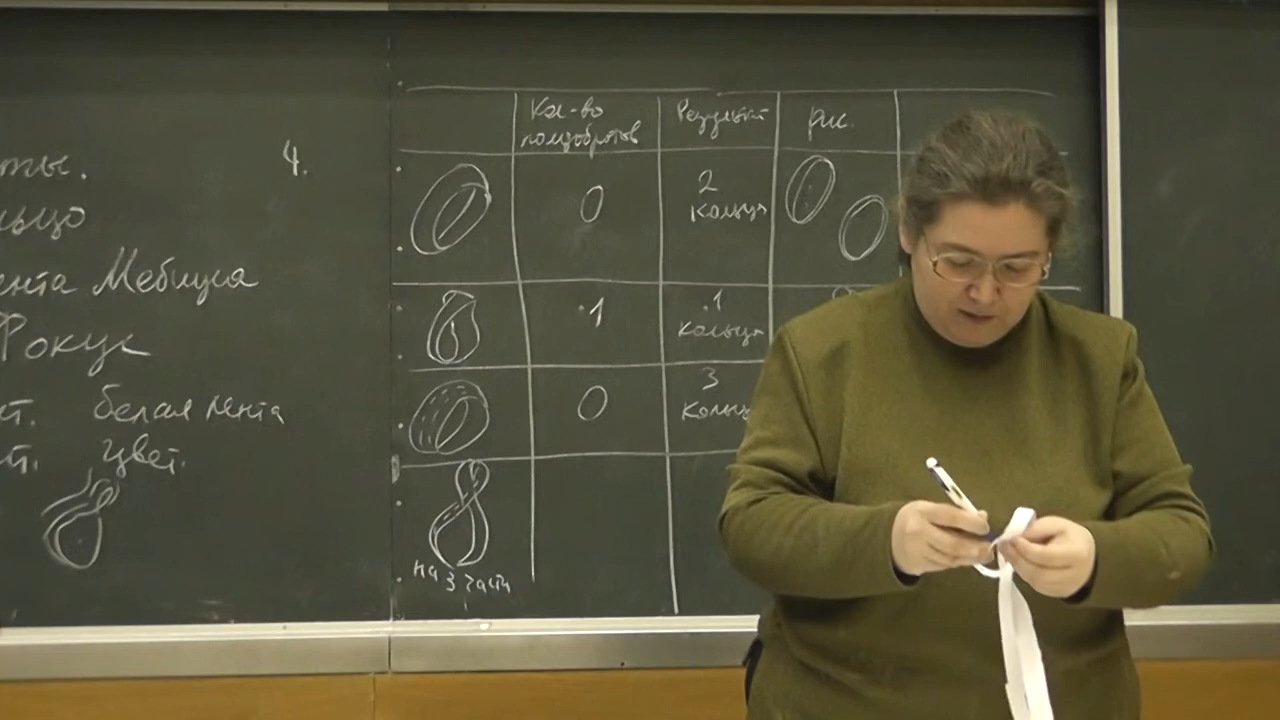 4.
Лента Мебиуса
Фокус
белая лента
цвет.
Кол-во
полуоборотов
Результат
рис.
0
2
кольца
1
1
кольцо
0
3
кольца
на 3 части